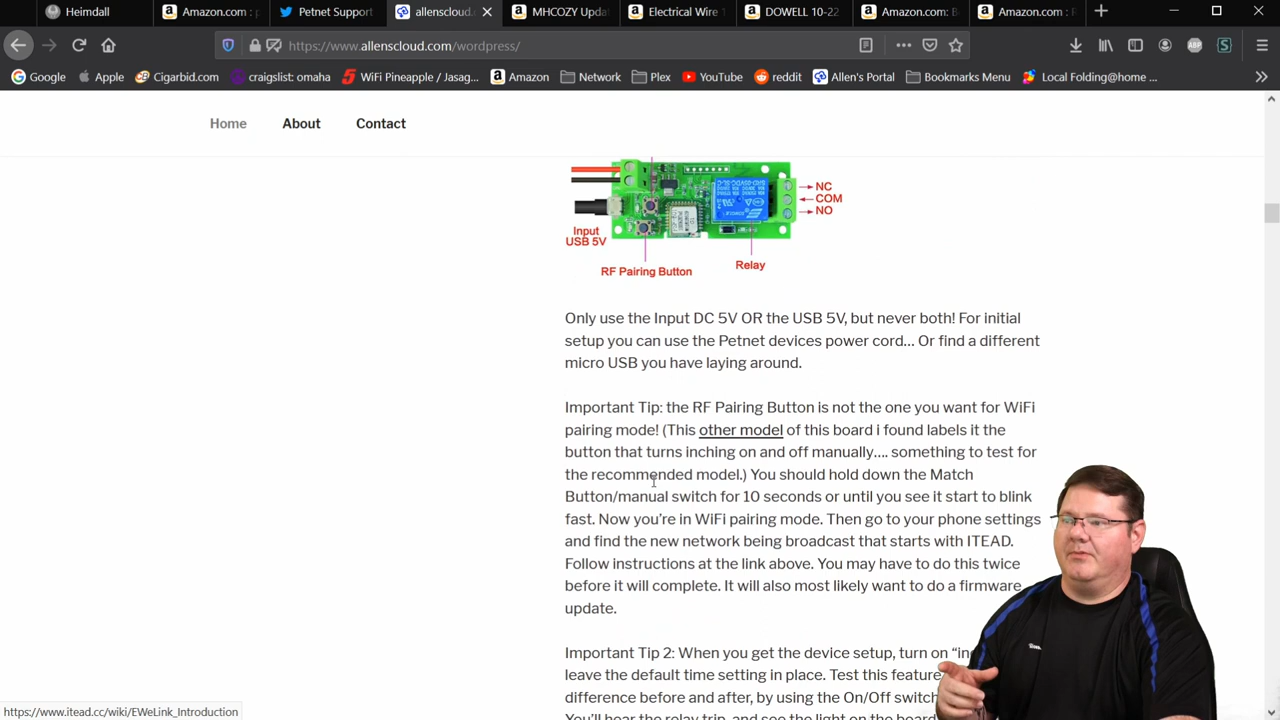 Heimdall
Amazon.com : p
Petnet Support
allenscloud.
MHCOZY Upda
Electrical Wire
DOWELL 10-22
Amazon.com: B
Amazon.com :
https://www.allenscloud.com/wordpress/
Google
Apple
Cigarbid.com
craigslist: omaha
WiFi Pineapple / Jasag...
Amazon
Network
Plex
YouTube
reddit
Allen's Portal
Bookmarks Menu
Local Folding@home ...
Home
About
Contact
NC
COM
NO
Input
USB 5V
RF Pairing Button
Relay
Only use the Input DC 5V OR the USB 5V, but never both! For initial
setup you can use the Petnet devices power cord… Or find a different
micro USB you have laying around.
Important Tip: the RF Pairing Button is not the one you want for WiFi
pairing mode! (This other model of this board i found labels it the
button that turns inching on and off manually…. something to test for
the recommended model.) You should hold down the Match
Button/manual switch for 10 seconds or until you see it start to blink
fast. Now you’re in WiFi pairing mode. Then go to your phone settings
and find the new network being broadcast that starts with ITEAD.
Follow instructions at the link above. You may have to do this twice
before it will complete. It will also most likely want to do a firmware
update.
Important Tip 2: When you get the device setup, turn on “in
leave the default time setting in place. Test this feature
difference before and after, by using the On/Off switch
You’ll hear the relay trip, and see the light on the board
https://www.itead.cc/wiki/EWeLink_Introduction